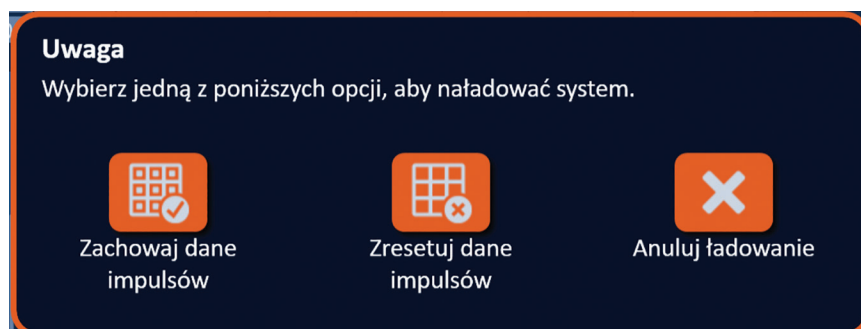 Uwaga
Wybierz jedną z poniższych opcji, aby naładować system.
Zachowaj dane
impulsów
Zresetuj dane
impulsów
Anuluj ładowanie